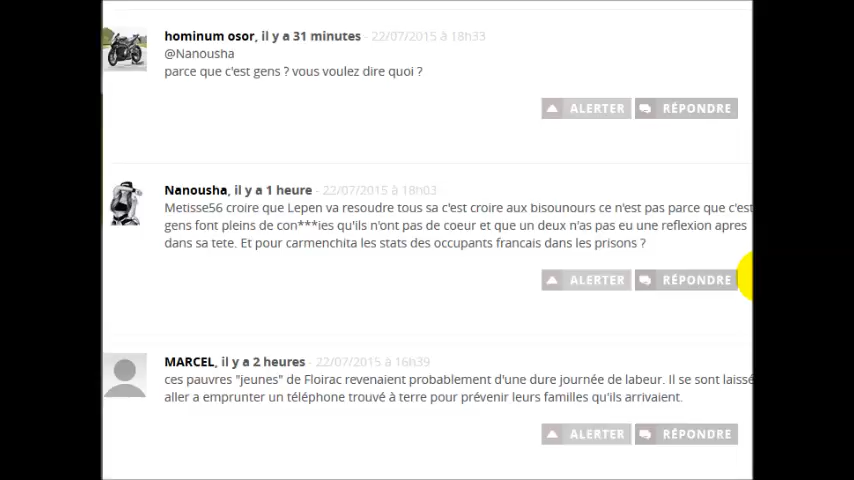 hominum osor, il y a 31 minutes - 22/07/2015 à 18h33
@Nanousha
parce que c'est gens ? vous voulez dire quoi ?
ALERTER RÉPONDRE
Nanousha, il y a 1 heure - 22/07/2015 à 18h03
Metisse56 croire que Lepen va resoudre tous sa c'est croire aux bisounours ce n'est pas parce que c'est
gens font pleins de con***ies qu'ils n'ont pas de coeur et que un deux n'as pas eu une reflexion apres
dans sa tete. Et pour carmenchita les stats des occupants francais dans les prisons ?
ALERTER RÉPONDRE
MARCEL, il y a 2 heures - 22/07/2015 à 16h39
ces pauvres "jeunes" de Floirac revenaient probablement d'une dure journée de labeur. Il se sont laissé
aller a emprunter un téléphone trouvé à terre pour prévenir leurs familles qu'ils arrivaient.
ALERTER RÉPONDRE